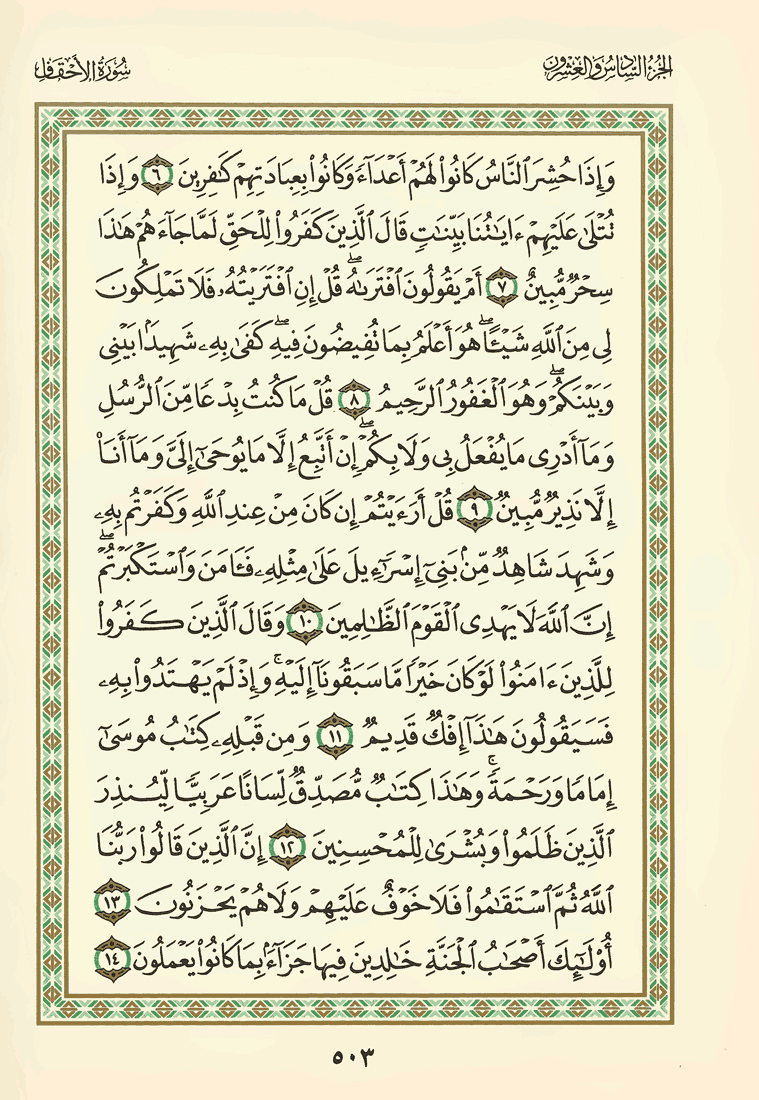 الجزء السادس والعشرون
سورة الأحقاف
وَإِذَا حُشِرَ ٱلنَّاسُ كَانُوا۟ لَهُمْ أَعْدَآءً وَكَانُوا۟ بِعِبَادَتِهِمْ كَـٰفِرِينَ ٦ وَإِذَا
تُتْلَىٰ عَلَيْهِمْ ءَايَـٰتُنَا بَيِّنَـٰتٍ قَالَ ٱلَّذِينَ كَفَرُوا۟ لِلْحَقِّ لَمَّا جَآءَهُمْ هَـٰذَا
سِحْرٌ مُّبِينٌ ٧ أَمْ يَقُولُونَ ٱفْتَرَىٰهُ ۖ قُلْ إِنِ ٱفْتَرَيْتُهُۥ فَلَا تَمْلِكُونَ
لِى مِنَ ٱللَّهِ شَيْـًٔا ۖ هُوَ أَعْلَمُ بِمَا تُفِيضُونَ فِيهِ ۖ كَفَىٰ بِهِۦ شَهِيدًۢا بَيْنِى
وَبَيْنَكُمْ ۖ وَهُوَ ٱلْغَفُورُ ٱلرَّحِيمُ ٨ قُلْ مَا كُنتُ بِدْعًا مِّنَ ٱلرُّسُلِ
وَمَآ أَدْرِى مَا يُفْعَلُ بِى وَلَا بِكُمْ ۖ إِنْ أَتَّبِعُ إِلَّا مَا يُوحَىٰٓ إِلَىَّ وَمَآ أَنَا۠
إِلَّا نَذِيرٌ مُّبِينٌ ٩ قُلْ أَرَءَيْتُمْ إِن كَانَ مِنْ عِندِ ٱللَّهِ وَكَفَرْتُم بِهِۦ
وَشَهِدَ شَاهِدٌ مِّنۢ بَنِىٓ إِسْرَٰٓءِيلَ عَلَىٰ مِثْلِهِۦ فَـَٔامَنَ وَٱسْتَكْبَرْتُمْ ۖ
إِنَّ ٱللَّهَ لَا يَهْدِى ٱلْقَوْمَ ٱلظَّـٰلِمِينَ ١٠ وَقَالَ ٱلَّذِينَ كَفَرُوا۟
لِلَّذِينَ ءَامَنُوا۟ لَوْ كَانَ خَيْرًا مَّا سَبَقُونَآ إِلَيْهِ ۚ وَإِذْ لَمْ يَهْتَدُوا۟ بِهِۦ
فَسَيَقُولُونَ هَـٰذَآ إِفْكٌ قَدِيمٌ ١١ وَمِن قَبْلِهِۦ كِتَـٰبُ مُوسَىٰٓ
إِمَامًا وَرَحْمَةً ۚ وَهَـٰذَا كِتَـٰبٌ مُّصَدِّقٌ لِّسَانًا عَرَبِيًّا لِّيُنذِرَ
ٱلَّذِينَ ظَلَمُوا۟ وَبُشْرَىٰ لِلْمُحْسِنِينَ ١٢ إِنَّ ٱلَّذِينَ قَالُوا۟ رَبُّنَا
ٱللَّهُ ثُمَّ ٱسْتَقَـٰمُوا۟ فَلَا خَوْفٌ عَلَيْهِمْ وَلَا هُمْ يَحْزَنُونَ ١٣
أُو۟لَـٰٓئِكَ أَصْحَـٰبُ ٱلْجَنَّةِ خَـٰلِدِينَ فِيهَا جَزَآءًۢ بِمَا كَانُوا۟ يَعْمَلُونَ ١٤
٥٠٣